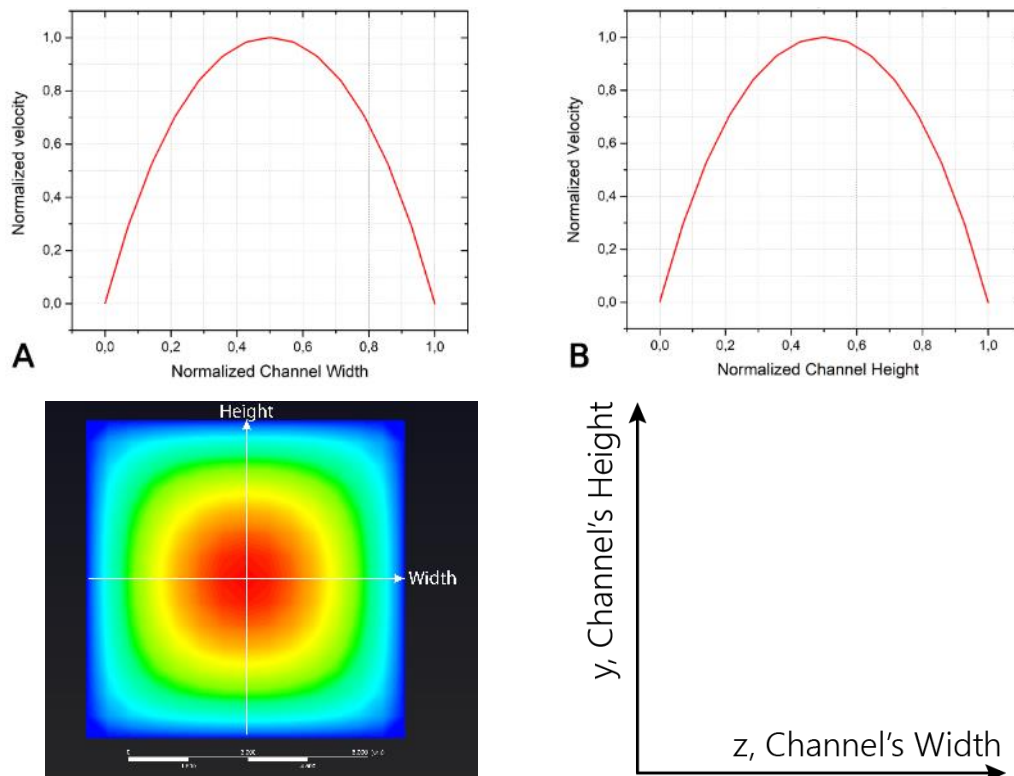 1,0
0,8
0,6
0,4
0,2
0,0
Normalized velocity
0,0 0,2 0,4 0,6 0,8 1,0
Normalized Channel Width
A
1,0
0,8
0,6
0,4
0,2
0,0
Normalized Velocity
0,0 0,2 0,4 0,6 0,8 1,0
Normalized Channel Height
B
Height
Width
0
y, Channel's Height
z, Channel's Width